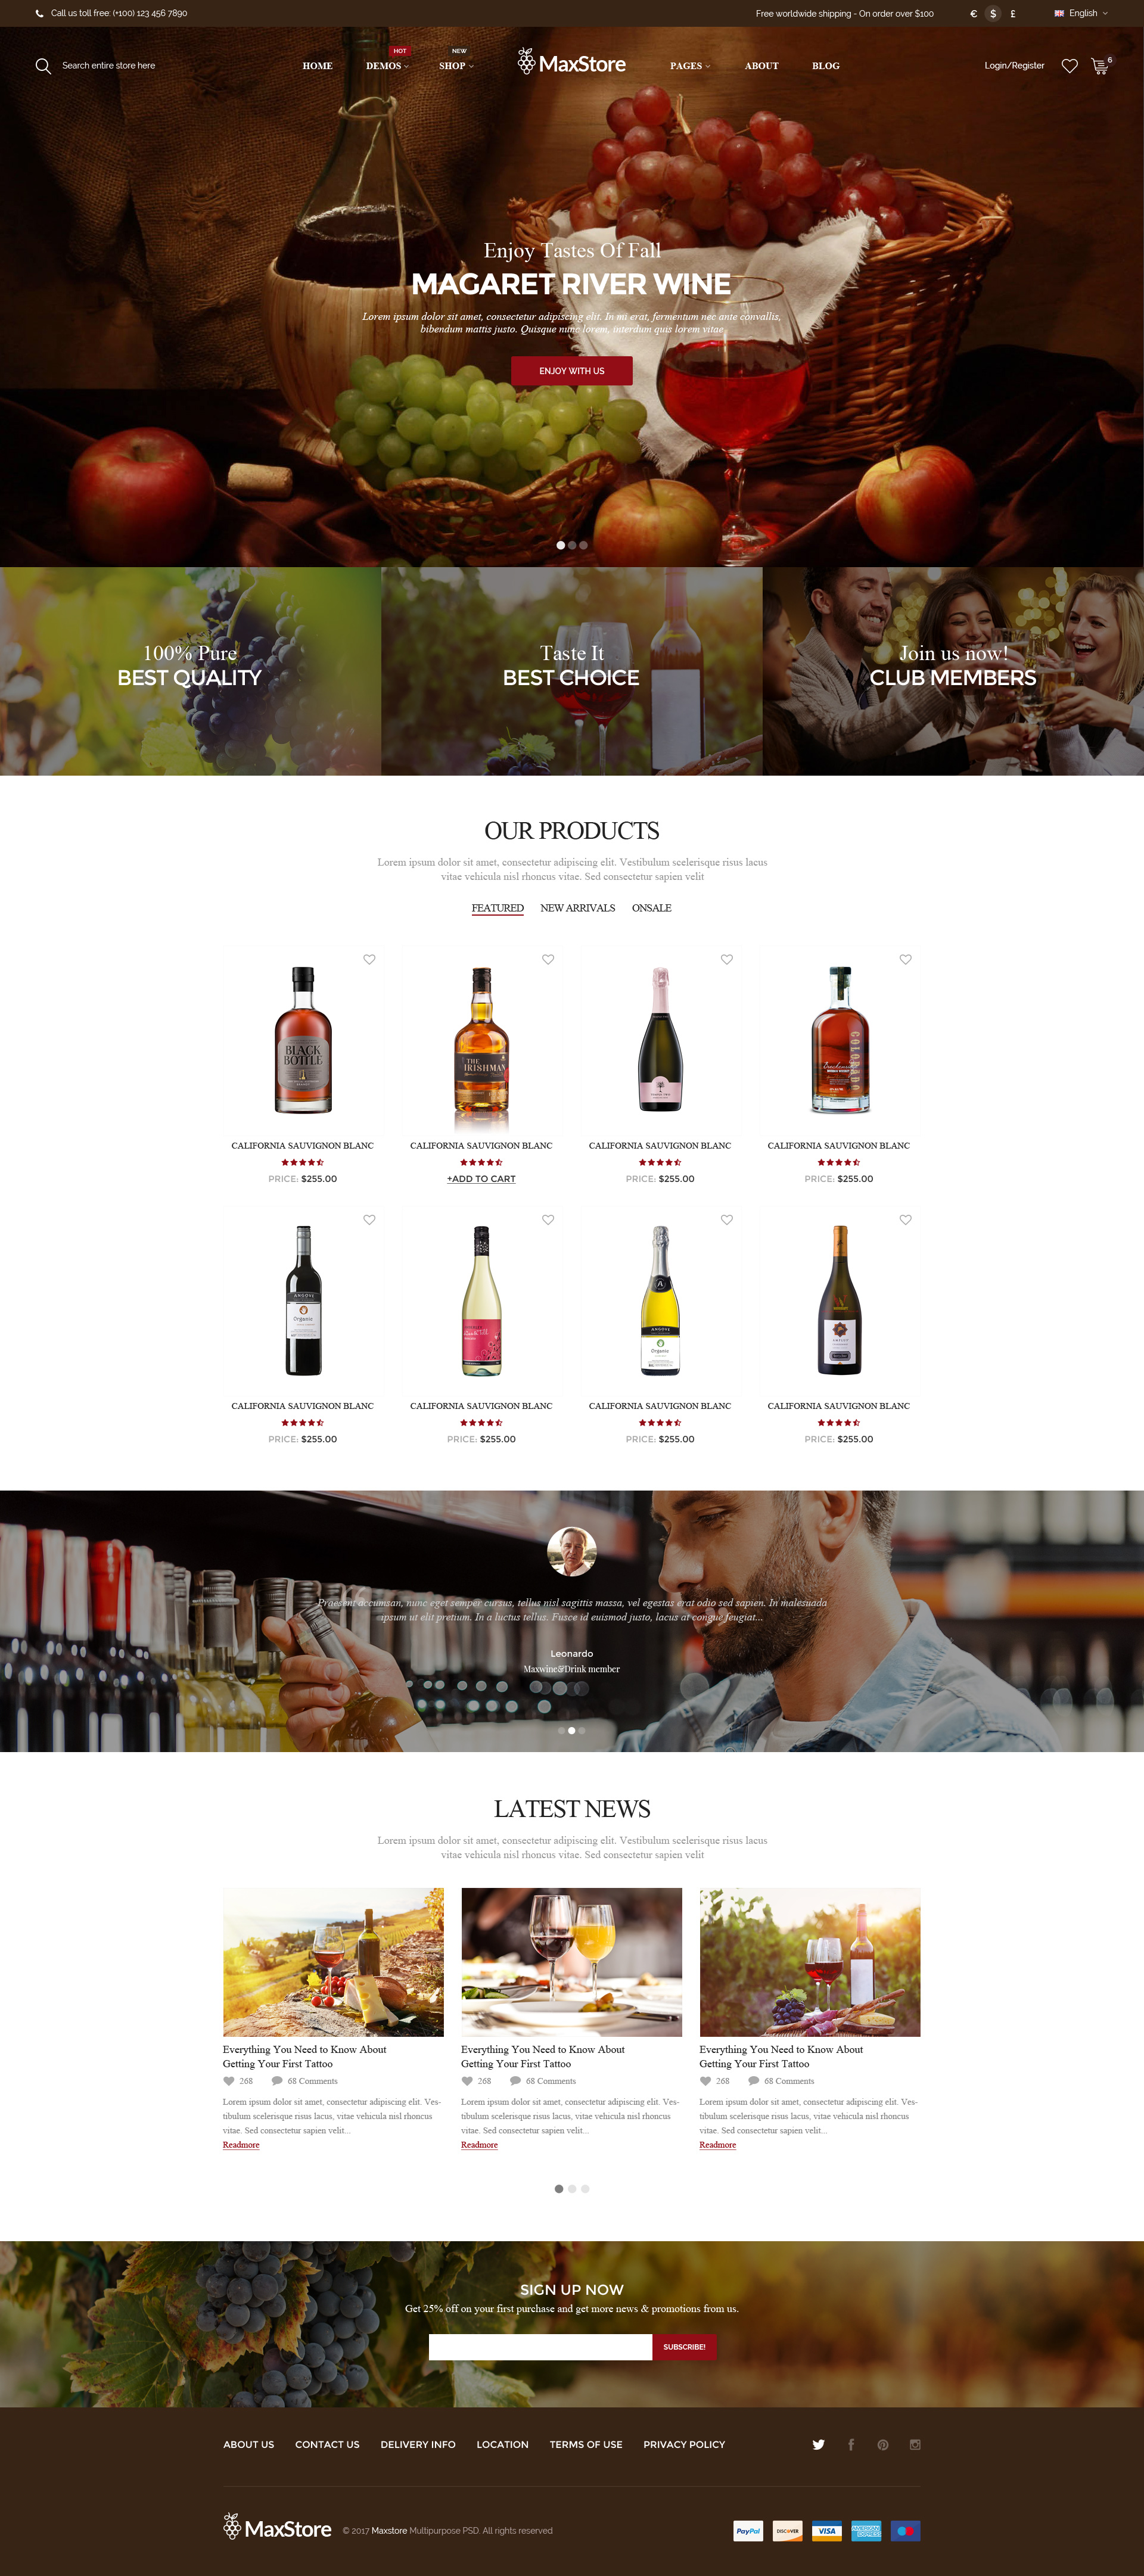 Call us toll free: (+100) 123 456 7890
Free worldwide shipping - On order over $100
€ $ £
English
Search entire store here
HOME
HOT
DEMOS
NEW
SHOP
MaxStore
PAGES
ABOUT
BLOG
Login/Register
6
Enjoy Tastes Of Fall
MAGARET RIVER WINE
Lorem ipsum dolor sit amet, consectetur adipiscing elit. In mi erat, fermentum nec ante convallis,
bibendum mattis justo. Quisque nunc lorem, interdum quis lorem vitae
ENJOY WITH US
100% Pure
BEST QUALITY
Taste It
BEST CHOICE
Join us now!
CLUB MEMBERS
OUR PRODUCTS
Lorem ipsum dolor sit amet, consectetur adipiscing elit. Vestibulum scelerisque risus lacus
vitae vehicula nisl rhoncus vitae. Sed consectetur sapien velit
FEATURED NEW ARRIVALS ONSALE
BLACK
BOTTLE
THE
IRISHMAN
COLORADO
CALIFORNIA SAUVIGNON BLANC
PRICE: $255.00
CALIFORNIA SAUVIGNON BLANC
+ADD TO CART
CALIFORNIA SAUVIGNON BLANC
PRICE: $255.00
CALIFORNIA SAUVIGNON BLANC
PRICE: $255.00
ANGOVE
Organic
ANGOVE
Organic
CALIFORNIA SAUVIGNON BLANC
PRICE: $255.00
CALIFORNIA SAUVIGNON BLANC
PRICE: $255.00
CALIFORNIA SAUVIGNON BLANC
PRICE: $255.00
CALIFORNIA SAUVIGNON BLANC
PRICE: $255.00
Praesent accumsan, nunc eget semper cursus, tellus nisl sagittis massa, vel egestas erat odio sed sapien. In malesuada
ipsum ut elit pretium. In a luctus tellus. Fusce id euismod justo, lacus at congue feugiat...
Leonardo
Maxwine&Drink member
LATEST NEWS
Lorem ipsum dolor sit amet, consectetur adipiscing elit. Vestibulum scelerisque risus lacus
vitae vehicula nisl rhoncus vitae. Sed consectetur sapien velit
Everything You Need to Know About
Getting Your First Tattoo
268 68 Comments
Lorem ipsum dolor sit amet, consectetur adipiscing elit. Ves-
tibulum scelerisque risus lacus, vitae vehicula nisl rhoncus
vitae. Sed consectetur sapien velit...
Readmore
Everything You Need to Know About
Getting Your First Tattoo
268 68 Comments
Lorem ipsum dolor sit amet, consectetur adipiscing elit. Ves-
tibulum scelerisque risus lacus, vitae vehicula nisl rhoncus
vitae. Sed consectetur sapien velit...
Readmore
Everything You Need to Know About
Getting Your First Tattoo
268 68 Comments
Lorem ipsum dolor sit amet, consectetur adipiscing elit. Ves-
tibulum scelerisque risus lacus, vitae vehicula nisl rhoncus
vitae. Sed consectetur sapien velit...
Readmore
SIGN UP NOW
Get 25% off on your first purchase and get more news & promotions from us.
SUBSCRIBE!
ABOUT US CONTACT US DELIVERY INFO LOCATION TERMS OF USE PRIVACY POLICY
MaxStore
© 2017 Maxstore Multipurpose PSD. All rights reserved
PayPal
DISCOVER
VISA
AMERICAN EXPRESS